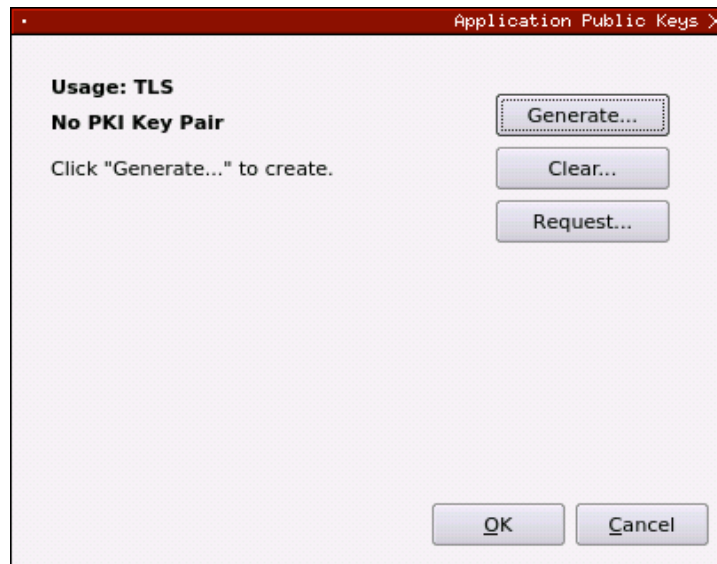 Application Public Keys X
Usage: TLS
No PKI Key Pair
Click "Generate..." to create.
Generate...
Clear...
Request...
OK
Cancel